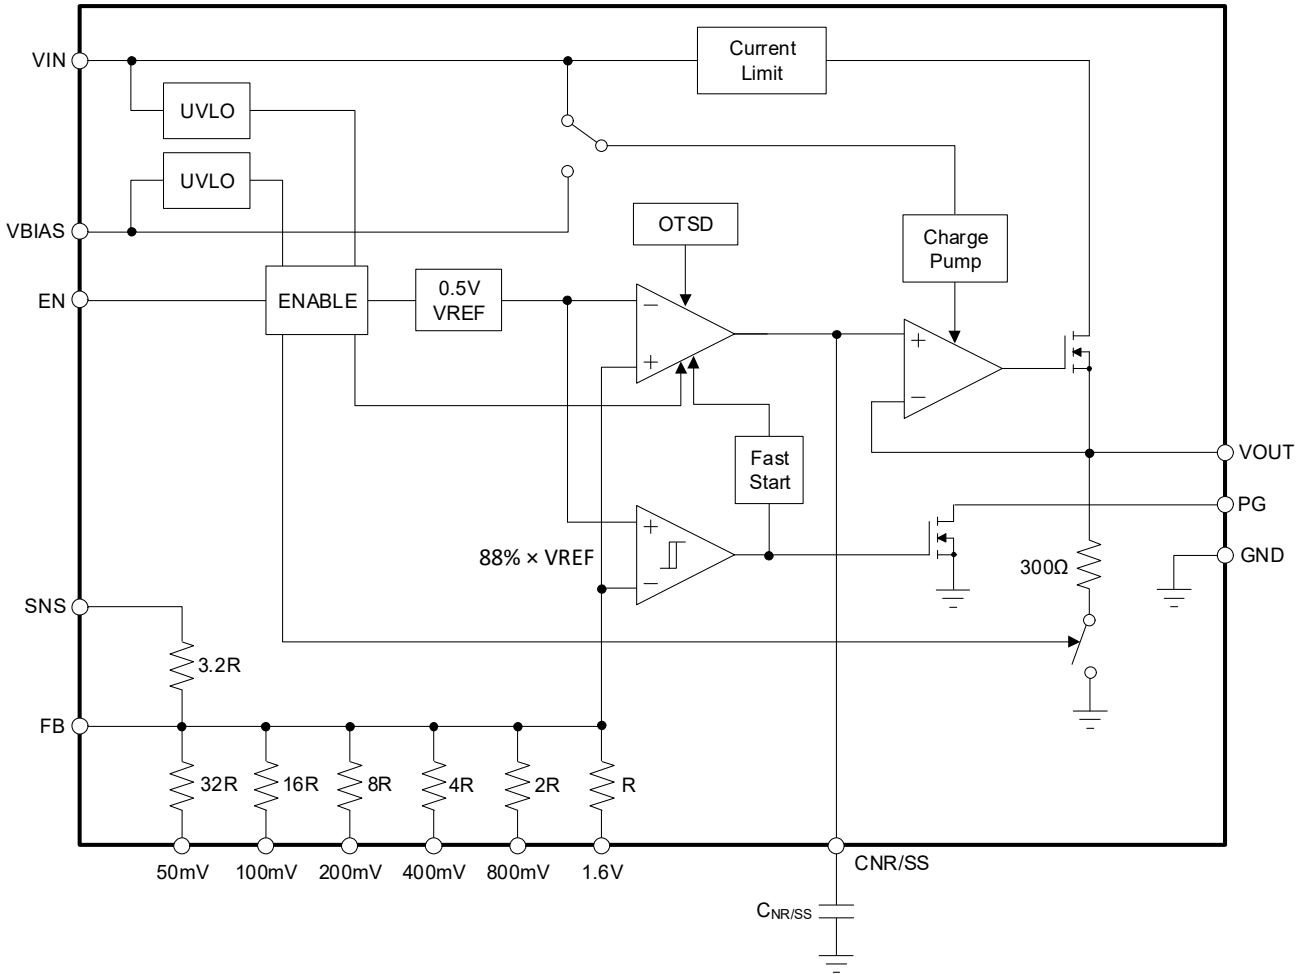 VIN
Current
Limit
UVLO
UVLO
VBIAS
OTSD
Charge
Pump
EN
ENABLE
0.5V
VREF
−
+
+
−
VOUT
Fast
Start
PG
+
88% × VREF
−
300Ω
GND
SNS
3.2R
FB
32R
16R
8R
4R
2R
R
50mV
100mV
200mV
400mV
800mV
1.6V
CNR/SS
CNR/SS